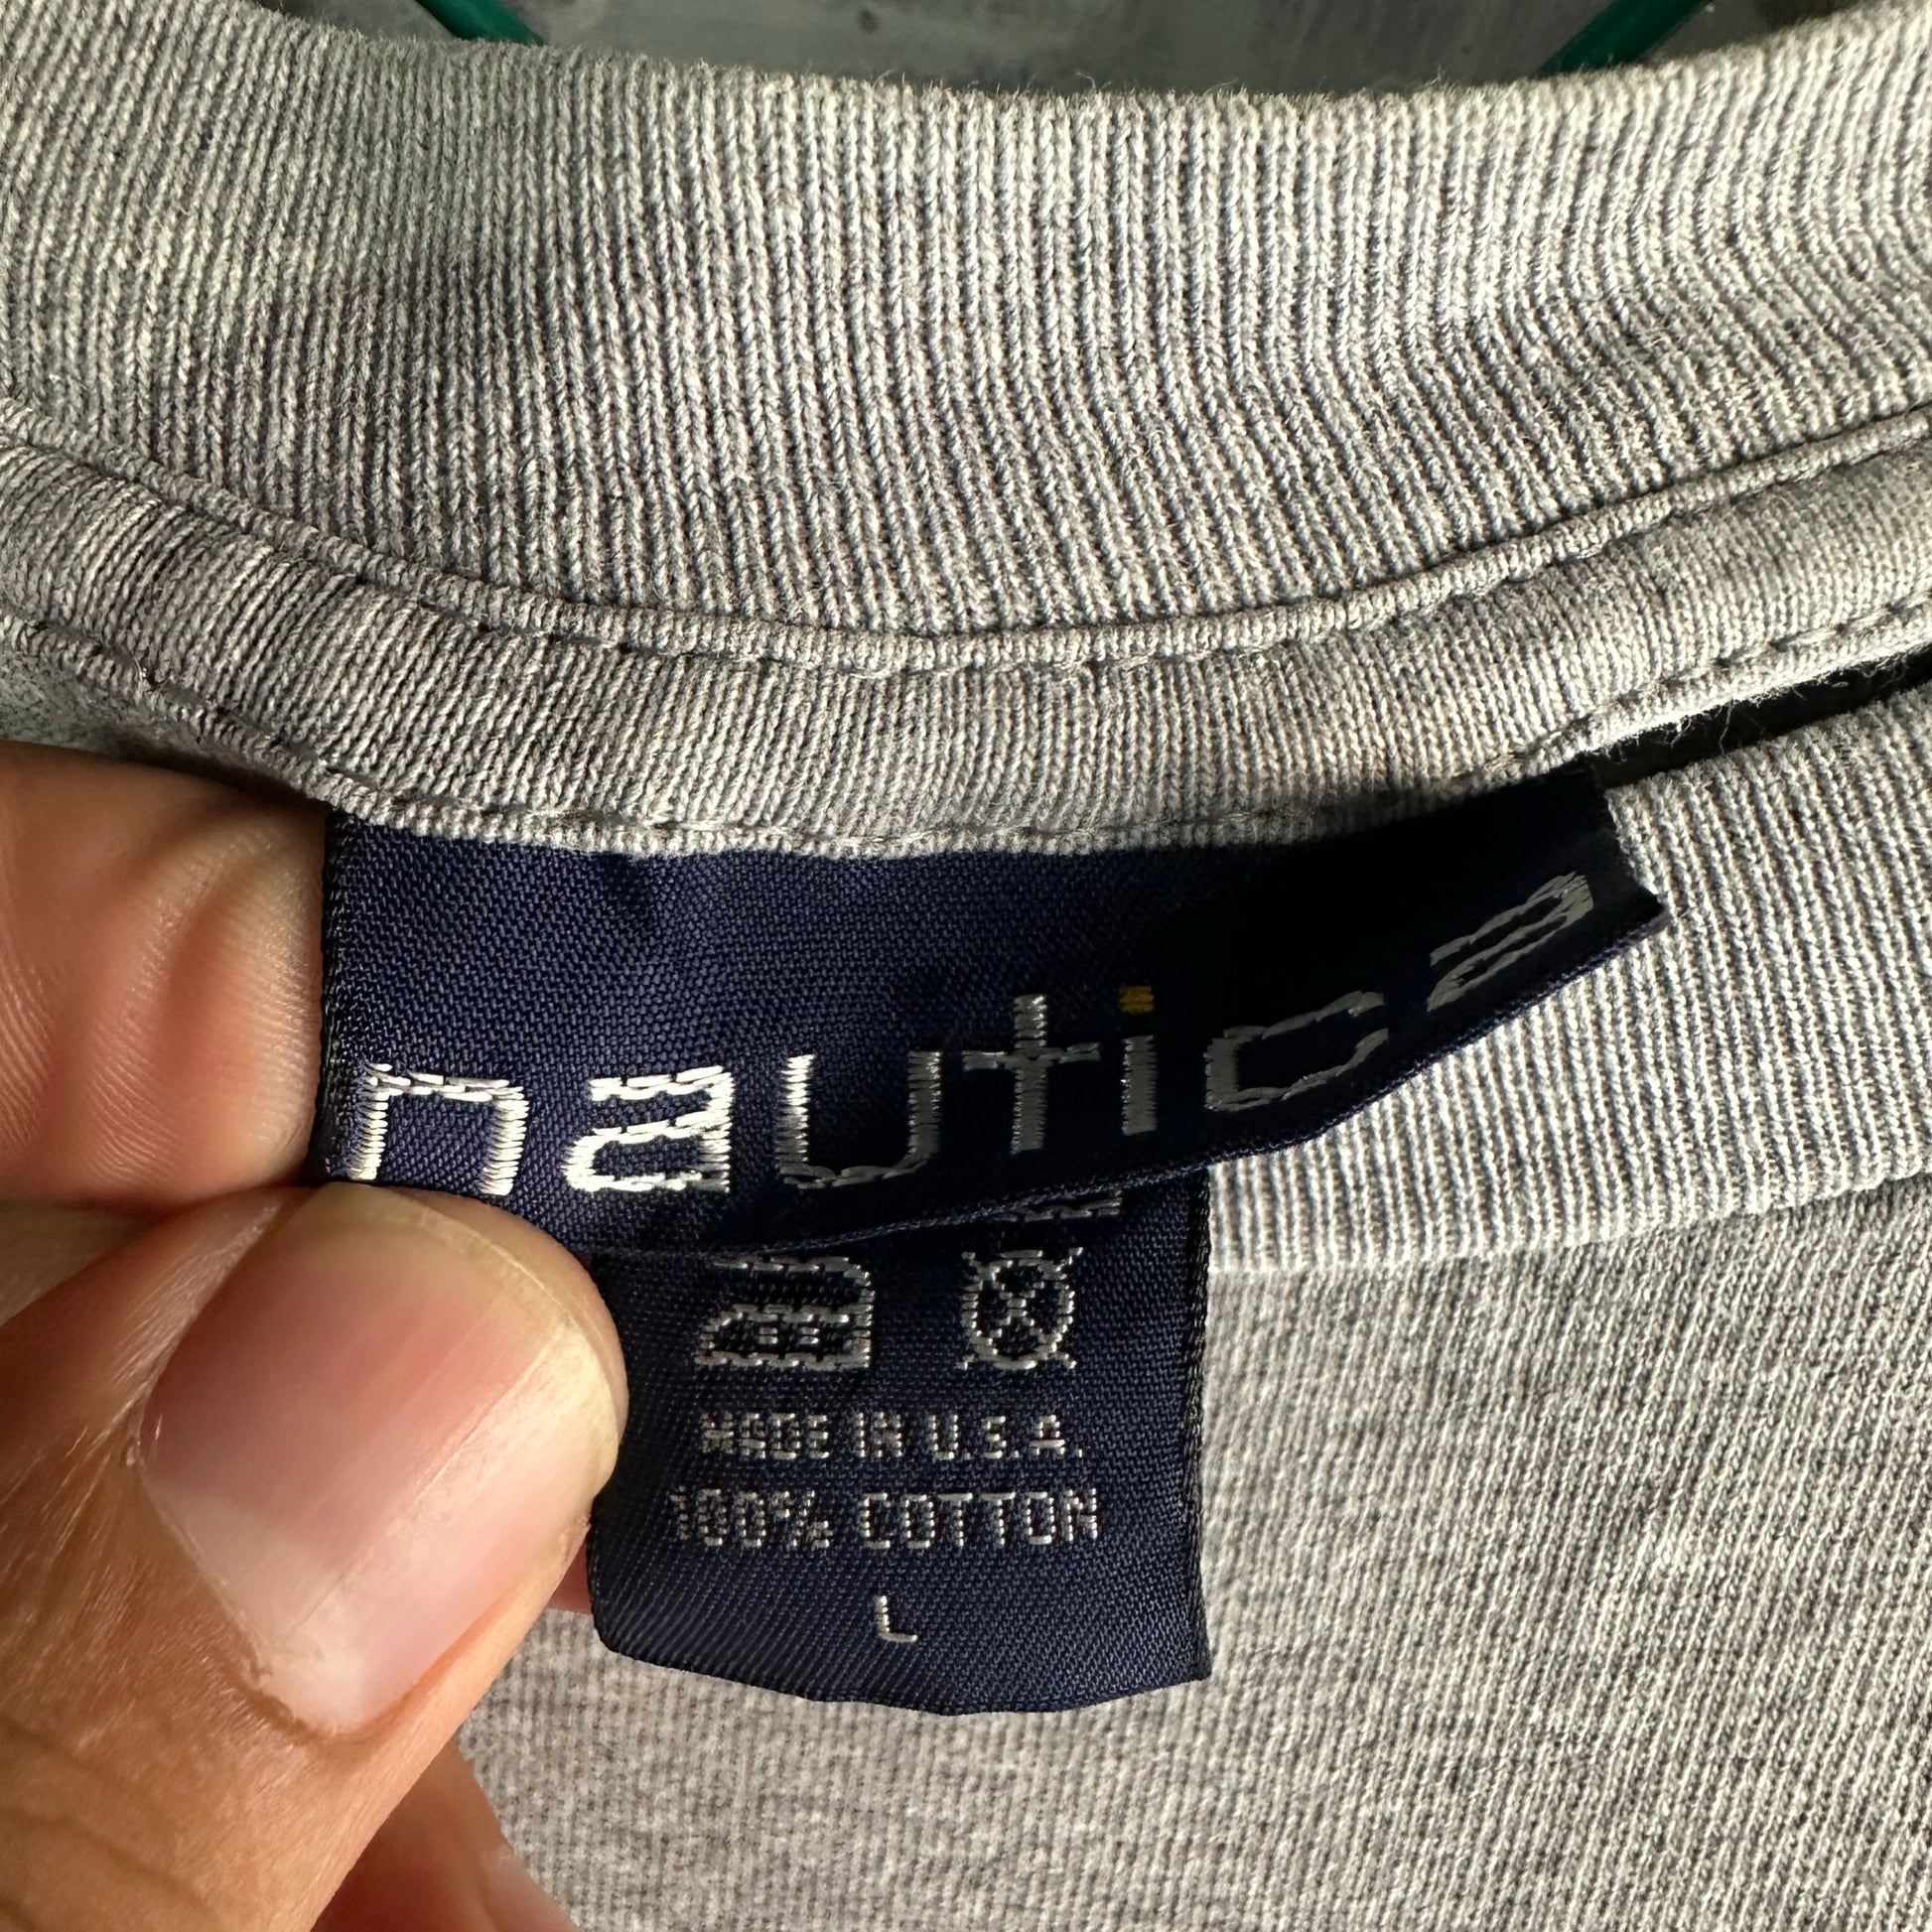 nautica
MADE IN U.S.A.
100% COTTON
L